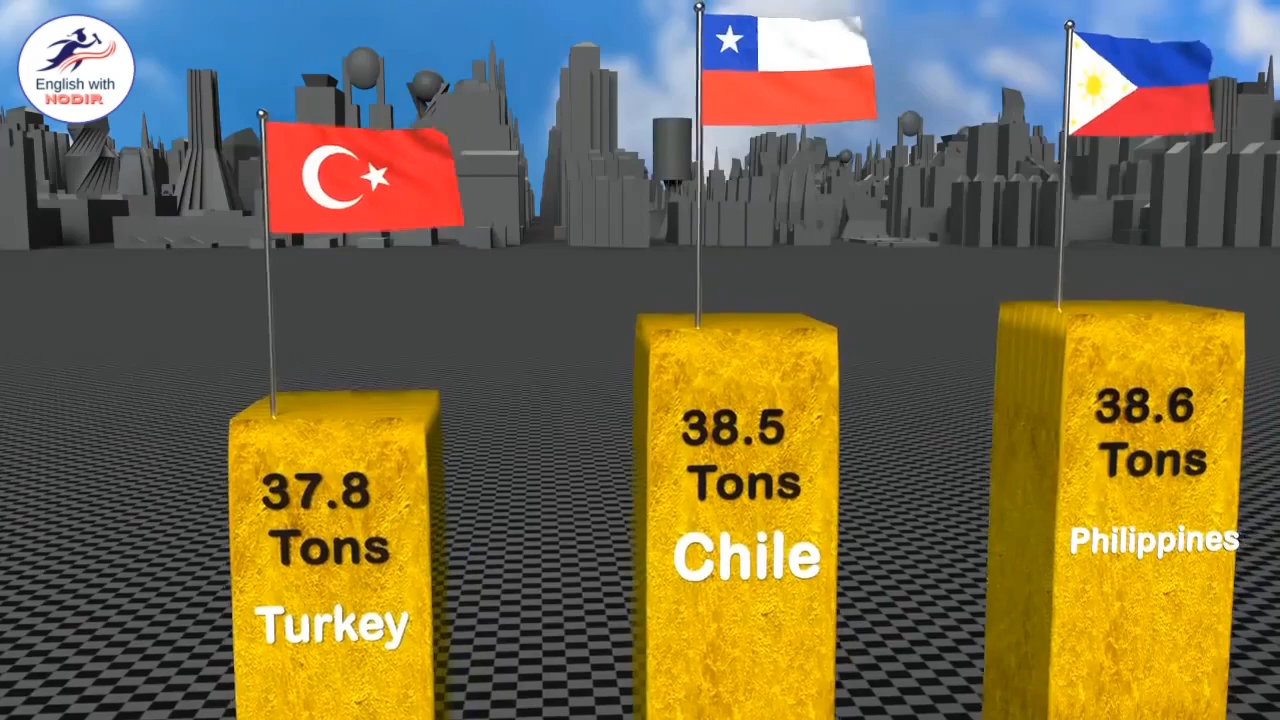 English with
NODIR
37.8
Tons
Turkey
38.5
Tons
Chile
38.6
Tons
Philippines